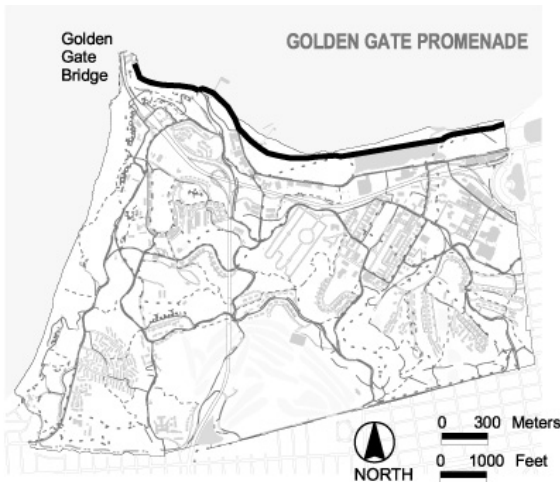 Golden
Gate
Bridge
GOLDEN GATE PROMENADE
0 300 Meters
0 1000 Feet
NORTH